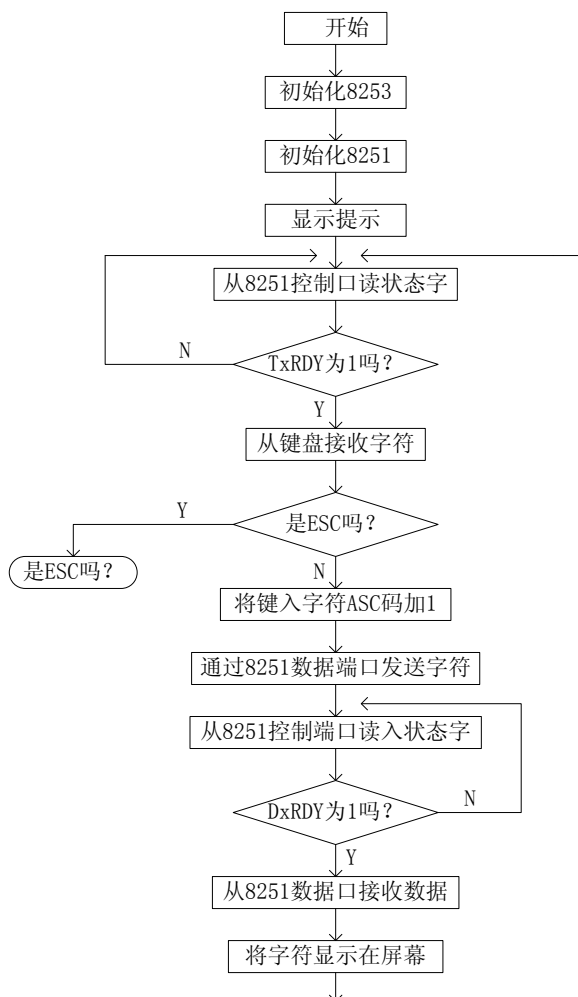 开始
初始化8253
初始化8251
显示提示
从8251控制口读状态字
N
TxRDY为1吗?
Y
从键盘接收字符
Y
是ESC吗?
是ESC吗?
N
将键入字符ASC码加1
通过8251数据端口发送字符
从8251控制端口读入状态字
DxRDY为1吗?
N
Y
从8251数据口接收数据
将字符显示在屏幕